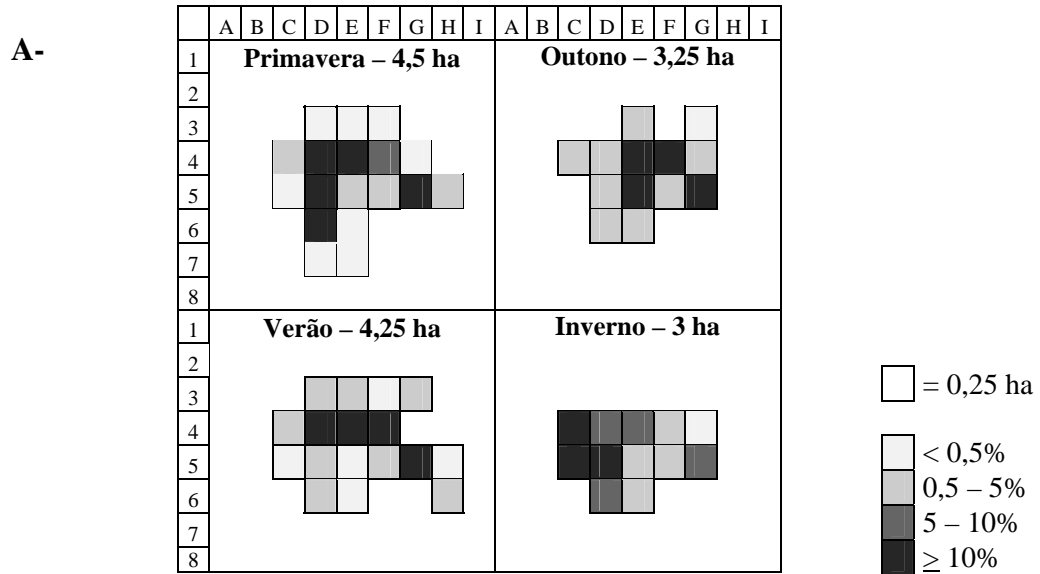 A B C D E F G H I A B C D E F G H I
A-
1 Primavera – 4,5 ha Outono – 3,25 ha
2
3
4
5
6
7
8
1 Verão – 4,25 ha Inverno – 3 ha
2
3
4
5
6
7
8
= 0,25 ha
< 0,5%
0,5 – 5%
5 – 10%
≥ 10%